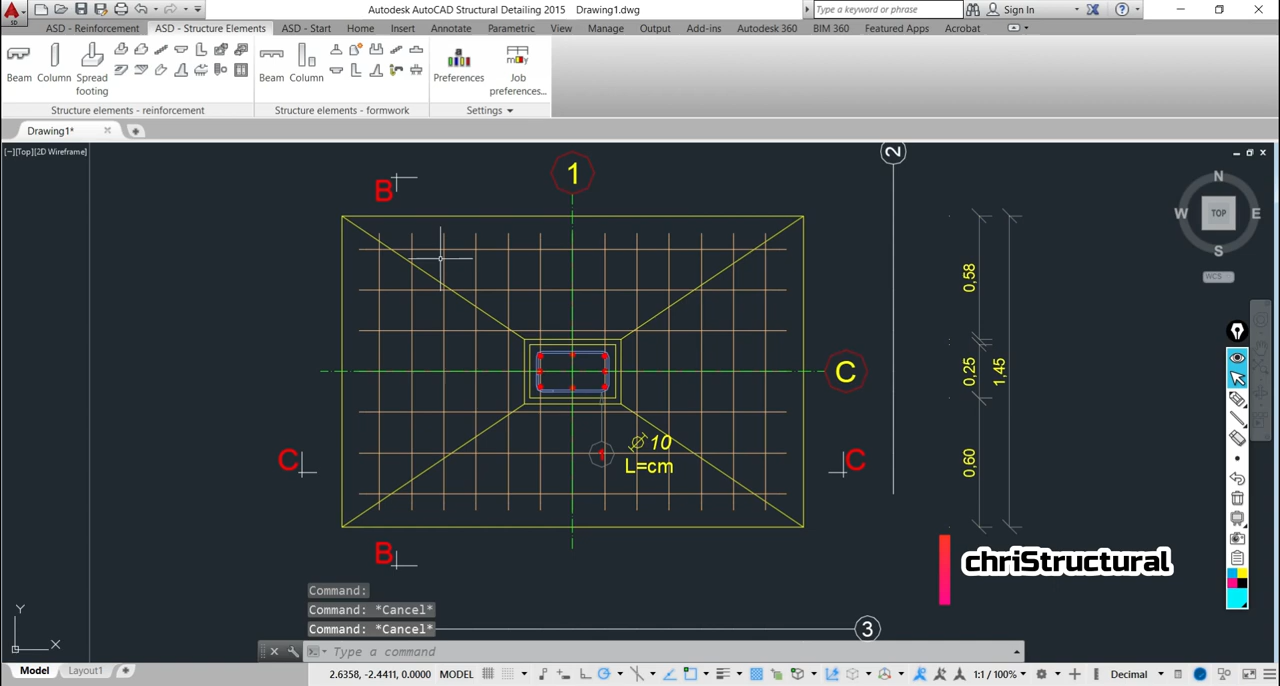 Autodesk AutoCAD Structural Detailing 2015 Drawing1.dwg
Type a keyword or phrase
Sign In
ASD - Reinforcement
ASD - Structure Elements
ASD - Start
Home
Insert
Annotate
Parametric
View
Manage
Output
Add-ins
Autodesk 360
BIM 360
Featured Apps
Acrobat
Beam
Column
Spread
footing
Beam
Column
Preferences
Job
preferences...
Structure elements - reinforcement
Structure elements - formwork
Settings
Drawing1*
[−][Top][2D Wireframe]
B
1
2
N
W
TOP
E
S
WCS
0,58
0,25
1,45
0,60
C
C
C
1
10
L=cm
B
chriStructural
Command:
Command: *Cancel*
Command: *Cancel*
3
Y
X
Type a command
Model
Layout1
2.6358, -2.4411, 0.0000
MODEL
1:1 / 100%
Decimal